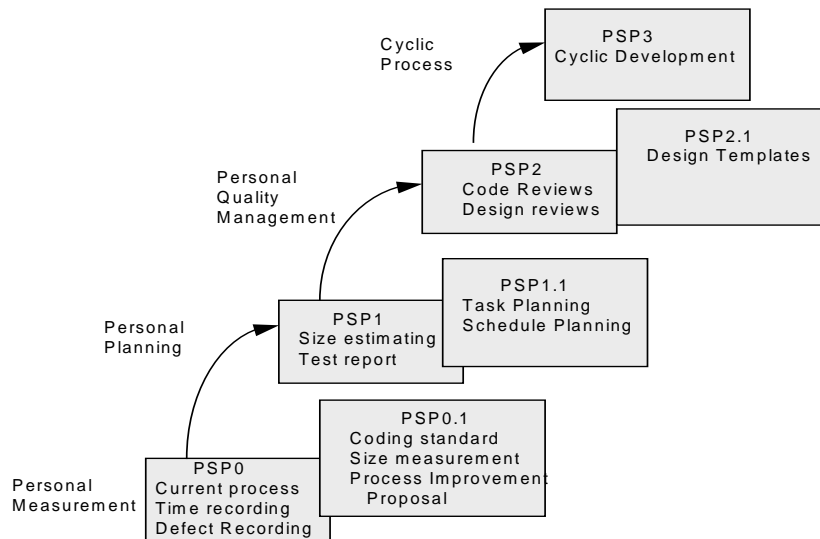 PSP3
Cyclic Development
Cyclic
Process
PSP2.1
Design Templates
PSP2
Code Reviews
Design reviews
Personal
Quality
Management
PSP1.1
Task Planning
Schedule Planning
PSP1
Size estimating
Test report
Personal
Planning
PSP0.1
Coding standard
Size measurement
Process Improvement
Proposal
PSP0
Current process
Time recording
Defect Recording
Personal
Measurement